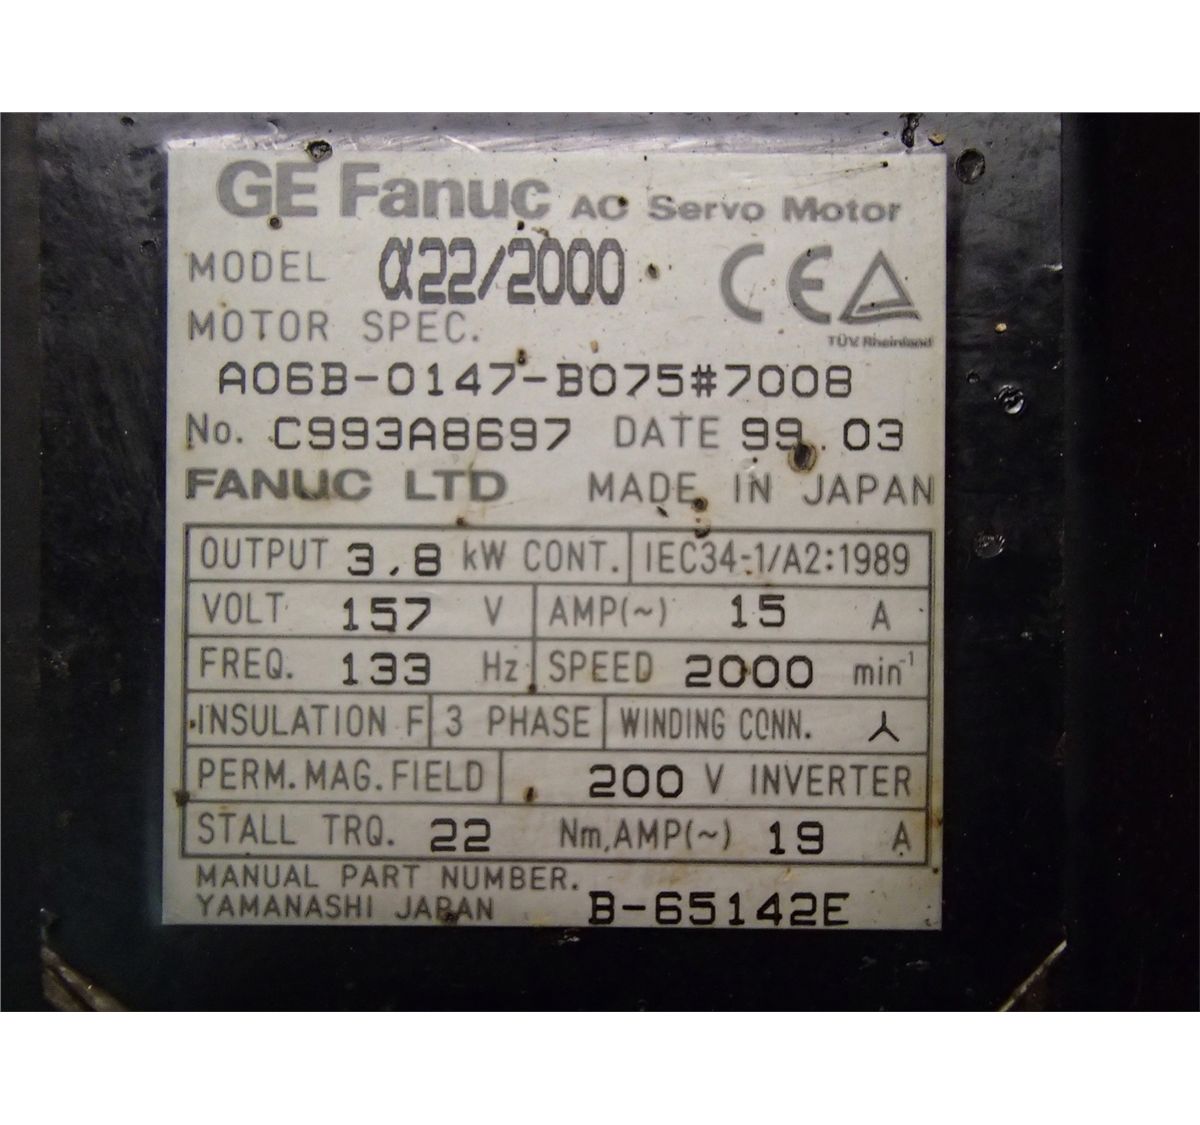 GE Fanuc AC Servo Motor
MODEL α22/2000 CE
TÜV Rheinland
MOTOR SPEC.
A06B-0147-B075#7008
No. C993A8697 DATE 99.03
FANUC LTD MADE IN JAPAN
OUTPUT 3.8 kW CONT. IEC34-1/A2:1989
VOLT 157 V AMP(~) 15 A
FREQ. 133 Hz SPEED 2000 min⁻¹
INSULATION F 3 PHASE WINDING CONN. ⅄
PERM.MAG.FIELD 200 V INVERTER
STALL TRQ. 22 Nm,AMP(~) 19 A
MANUAL PART NUMBER.
YAMANASHI JAPAN B-65142E